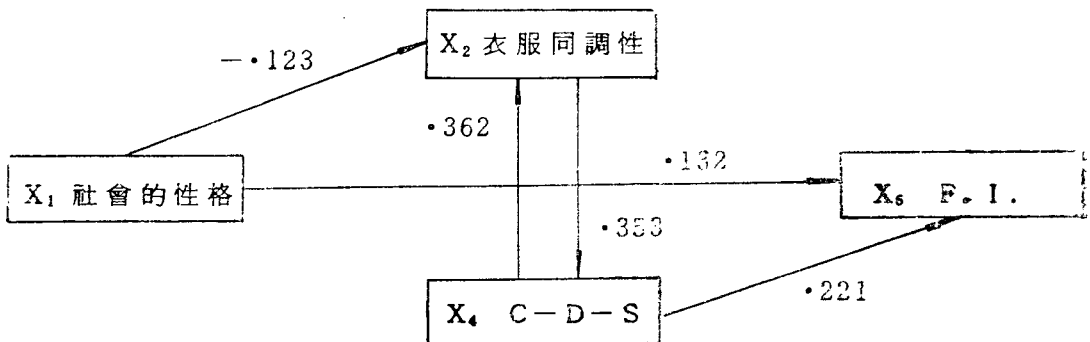 X₂ 衣服同調性
—·123
·362
·132
X₁ 社會的性格
X₅ F. I.
·353
X₄ C－D－S
·221